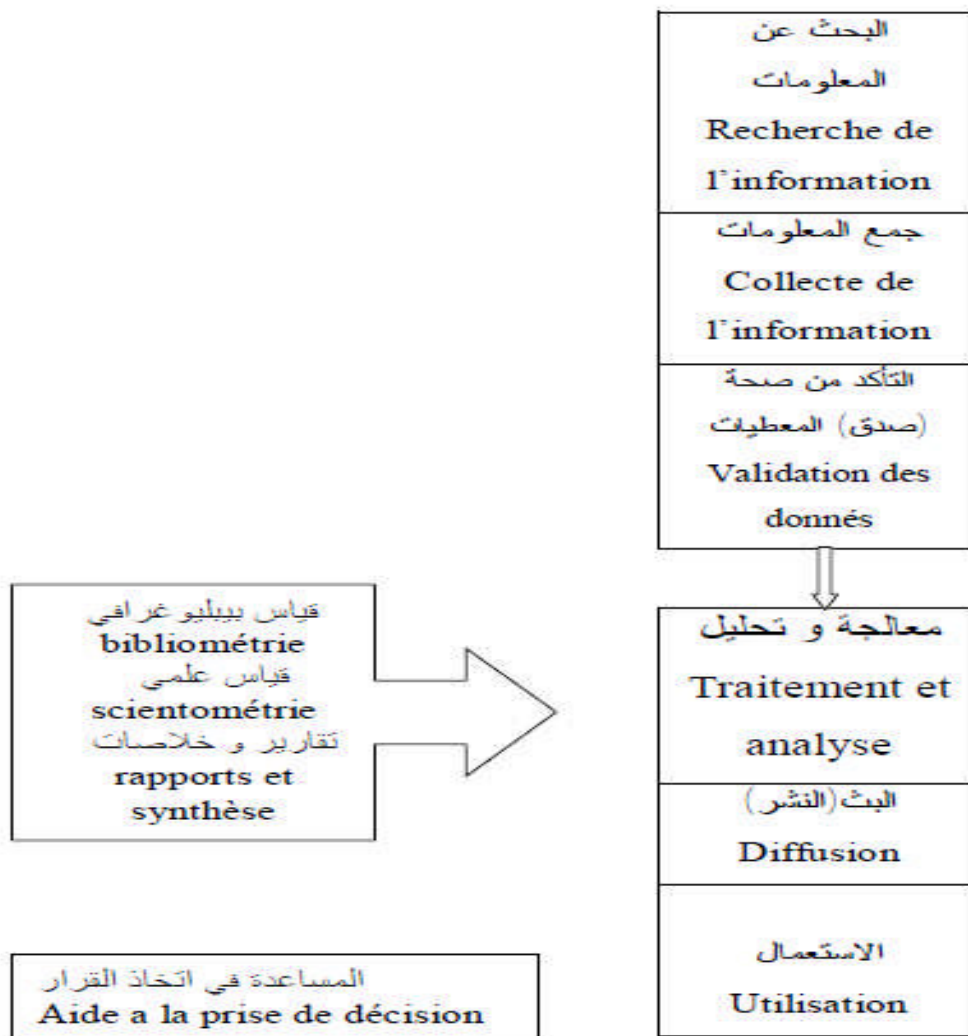 البحث عن
المعلومات
Recherche de
l'information
جمع المعلومات
Collecte de
l'information
التأكد من صحة
(صدق) المعطيات
Validation des
donnés
قياس بيبليوغرافي
bibliométrie
قياس علمي
scientométrie
تقارير و خلاصات
rapports et
synthèse
معالجة و تحليل
Traitement et
analyse
البث(النشر)
Diffusion
الاستعمال
Utilisation
المساعدة في اتخاذ القرار
Aide a la prise de décision